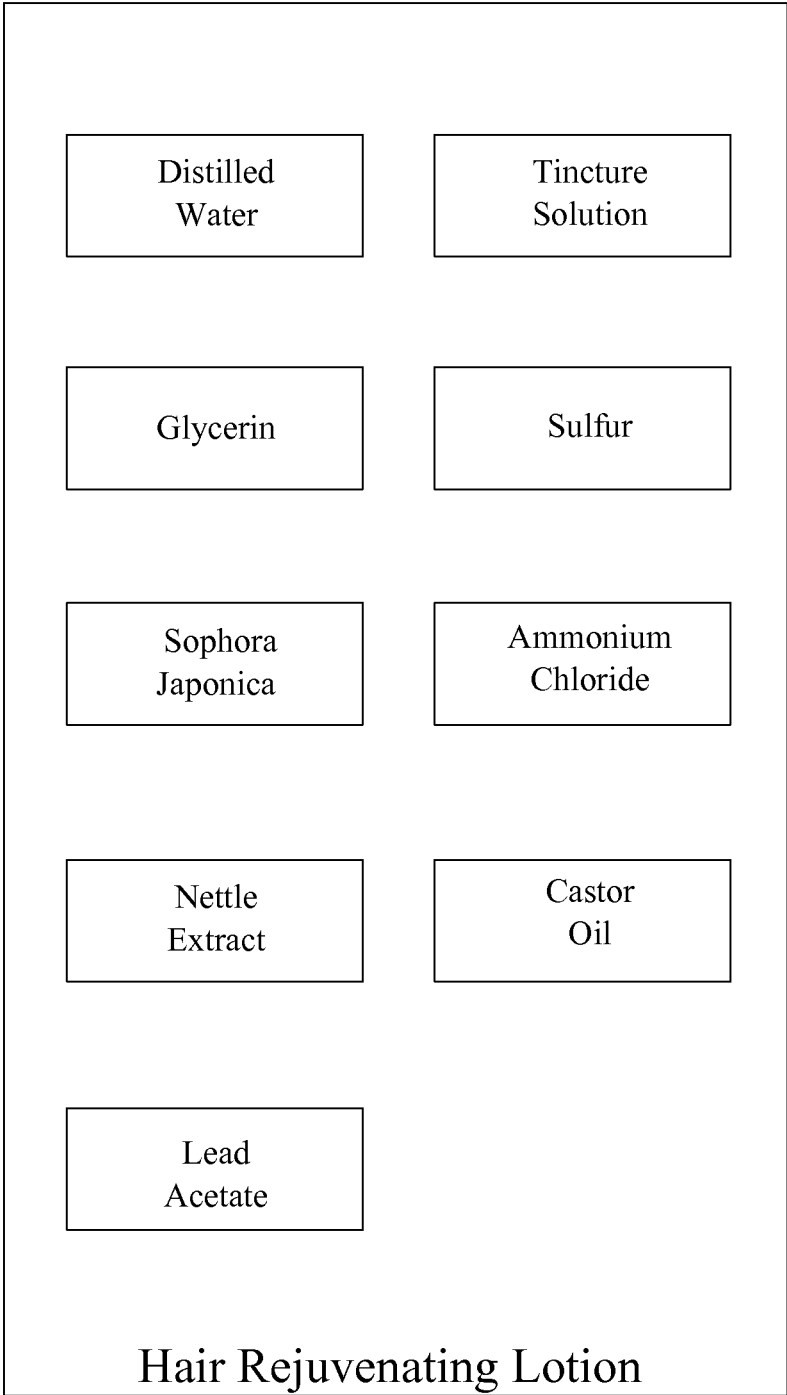 Distilled
Water
Tincture
Solution
Glycerin
Sulfur
Sophora
Japonica
Ammonium
Chloride
Nettle
Extract
Castor
Oil
Lead
Acetate
Hair Rejuvenating Lotion